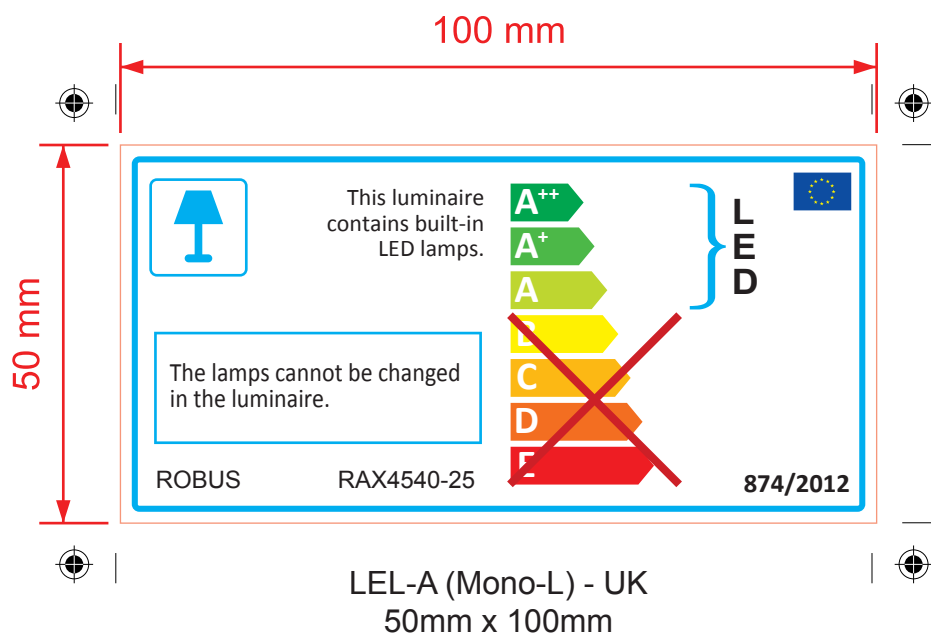 100 mm
50 mm
This luminaire
contains built-in
LED lamps.
A++
A+
A
B
C
D
E
L
E
D
The lamps cannot be changed
in the luminaire.
ROBUS
RAX4540-25
874/2012
LEL-A (Mono-L) - UK
50mm x 100mm